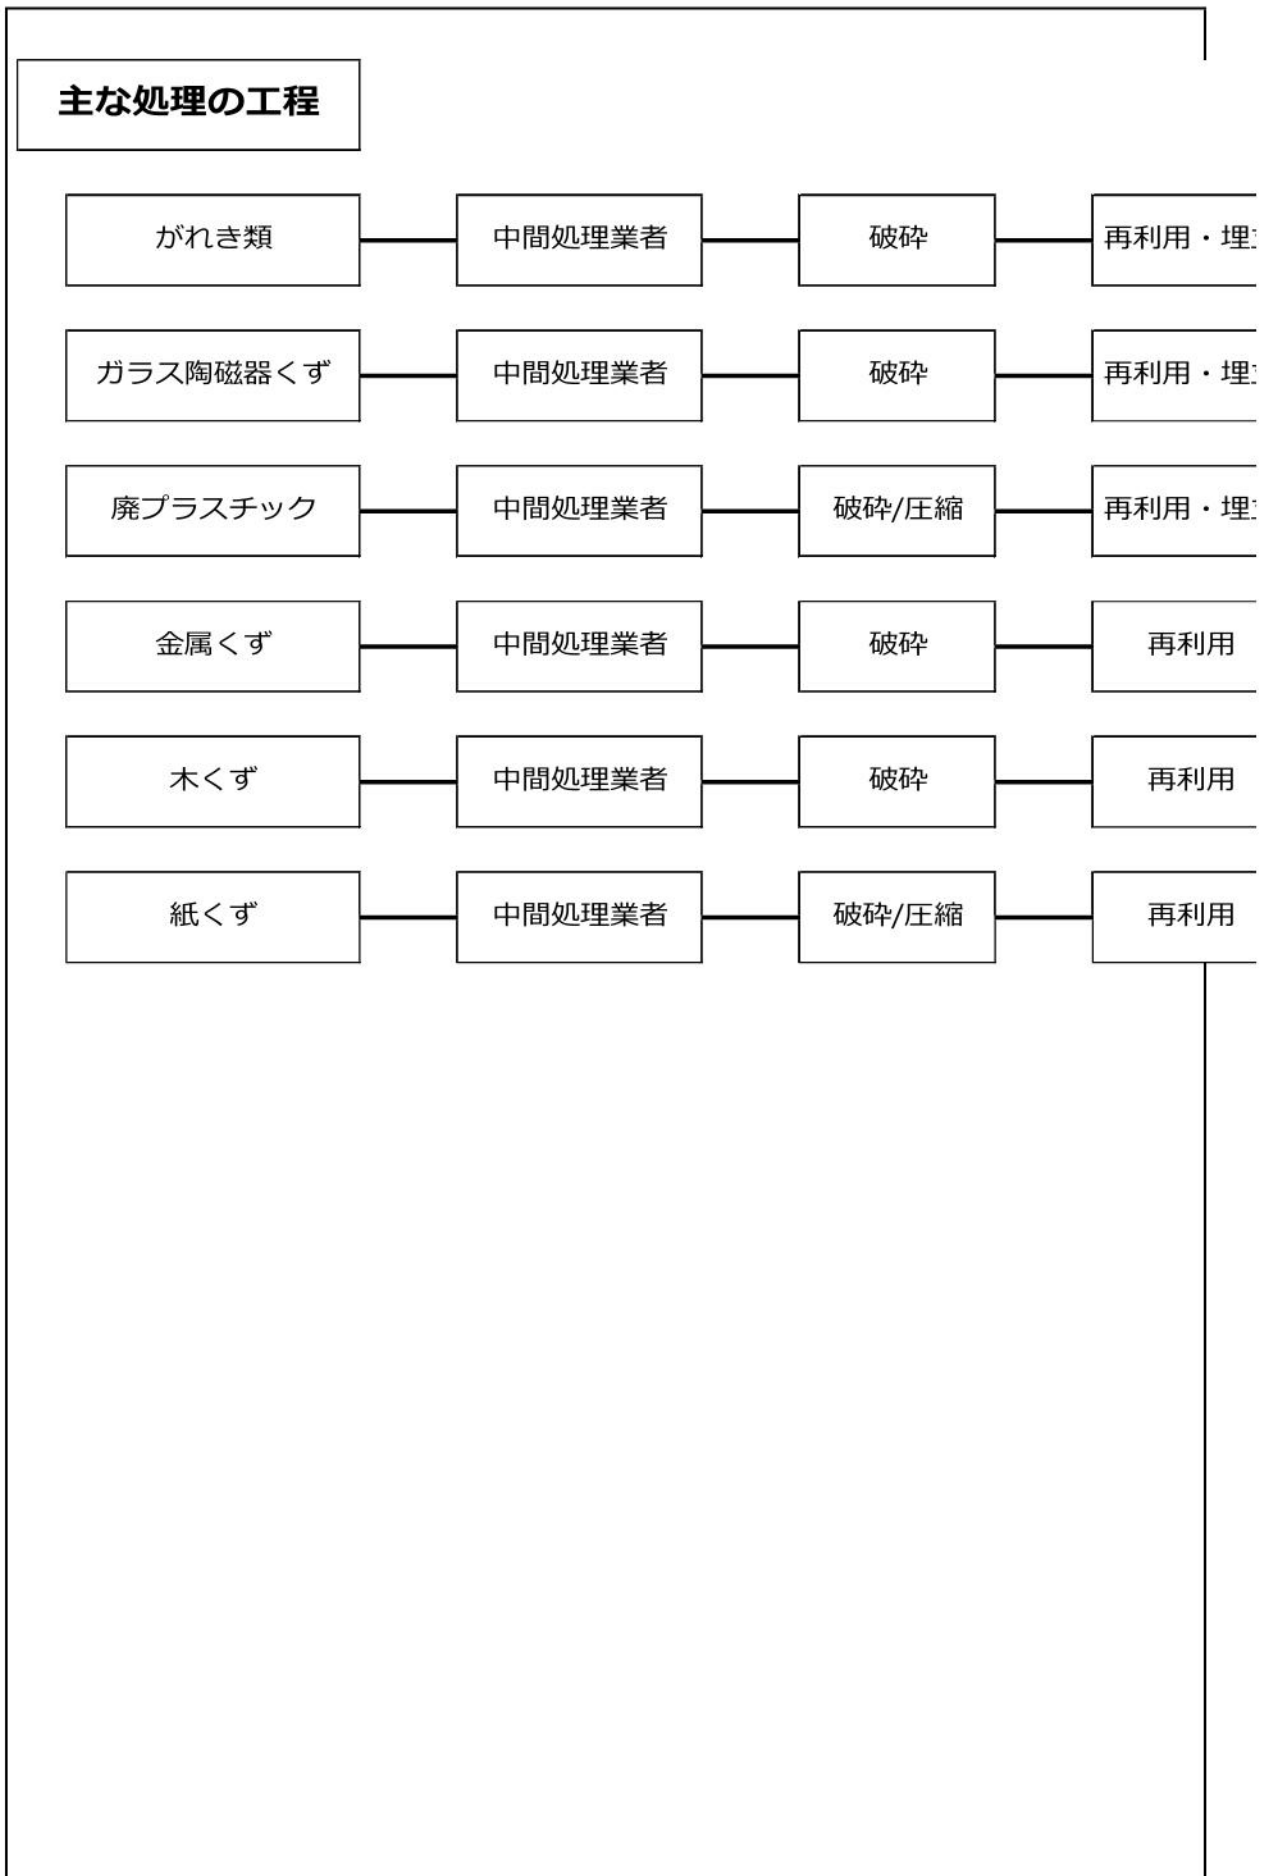 主な処理の工程
がれき類 中間処理業者 破砕 再利用・埋
ガラス陶磁器くず 中間処理業者 破砕 再利用・埋
廃プラスチック 中間処理業者 破砕/圧縮 再利用・埋
金属くず 中間処理業者 破砕 再利用
木くず 中間処理業者 破砕 再利用
紙くず 中間処理業者 破砕/圧縮 再利用